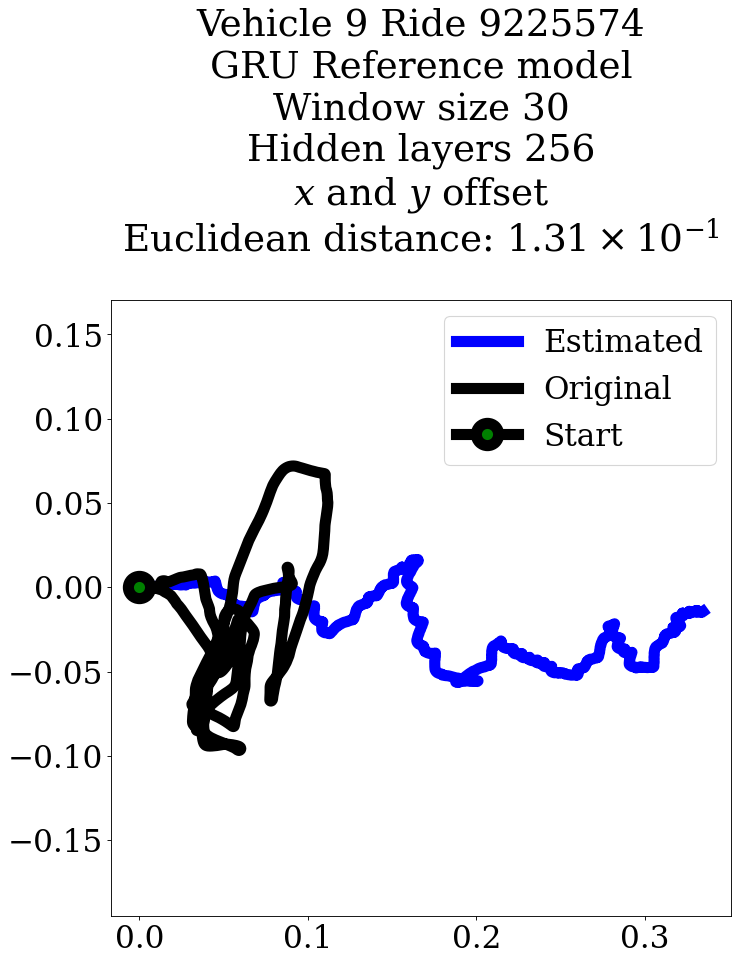 Vehicle 9 Ride 9225574
GRU Reference model
Window size 30
Hidden layers 256
x and y offset
Euclidean distance: 1.31 × 10⁻¹
Estimated
Original
Start
0.15
0.10
0.05
0.00
−0.05
−0.10
−0.15
0.0 0.1 0.2 0.3